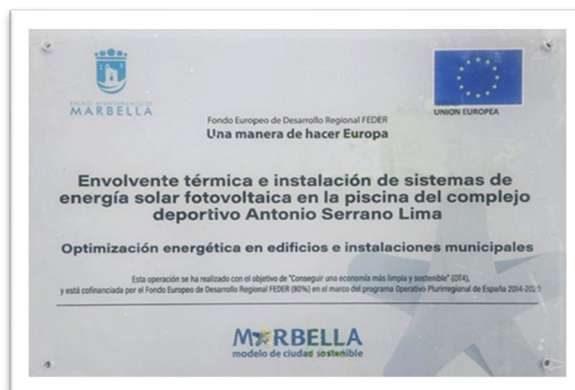 EXCMO. AYUNTAMIENTO DE
MARBELLA
UNIÓN EUROPEA
Fondo Europeo de Desarrollo Regional FEDER
Una manera de hacer Europa
Envolvente térmica e instalación de sistemas de
energía solar fotovoltaica en la piscina del complejo
deportivo Antonio Serrano Lima
Optimización energética en edificios e instalaciones municipales
Esta operación se ha realizado con el objetivo de "Conseguir una economía más limpia y sostenible" (OT4),
y está cofinanciada por el Fondo Europeo de Desarrollo Regional FEDER (80%) en el marco del programa Operativo Plurirregional de España 2014-2020
MARBELLA
modelo de ciudad sostenible